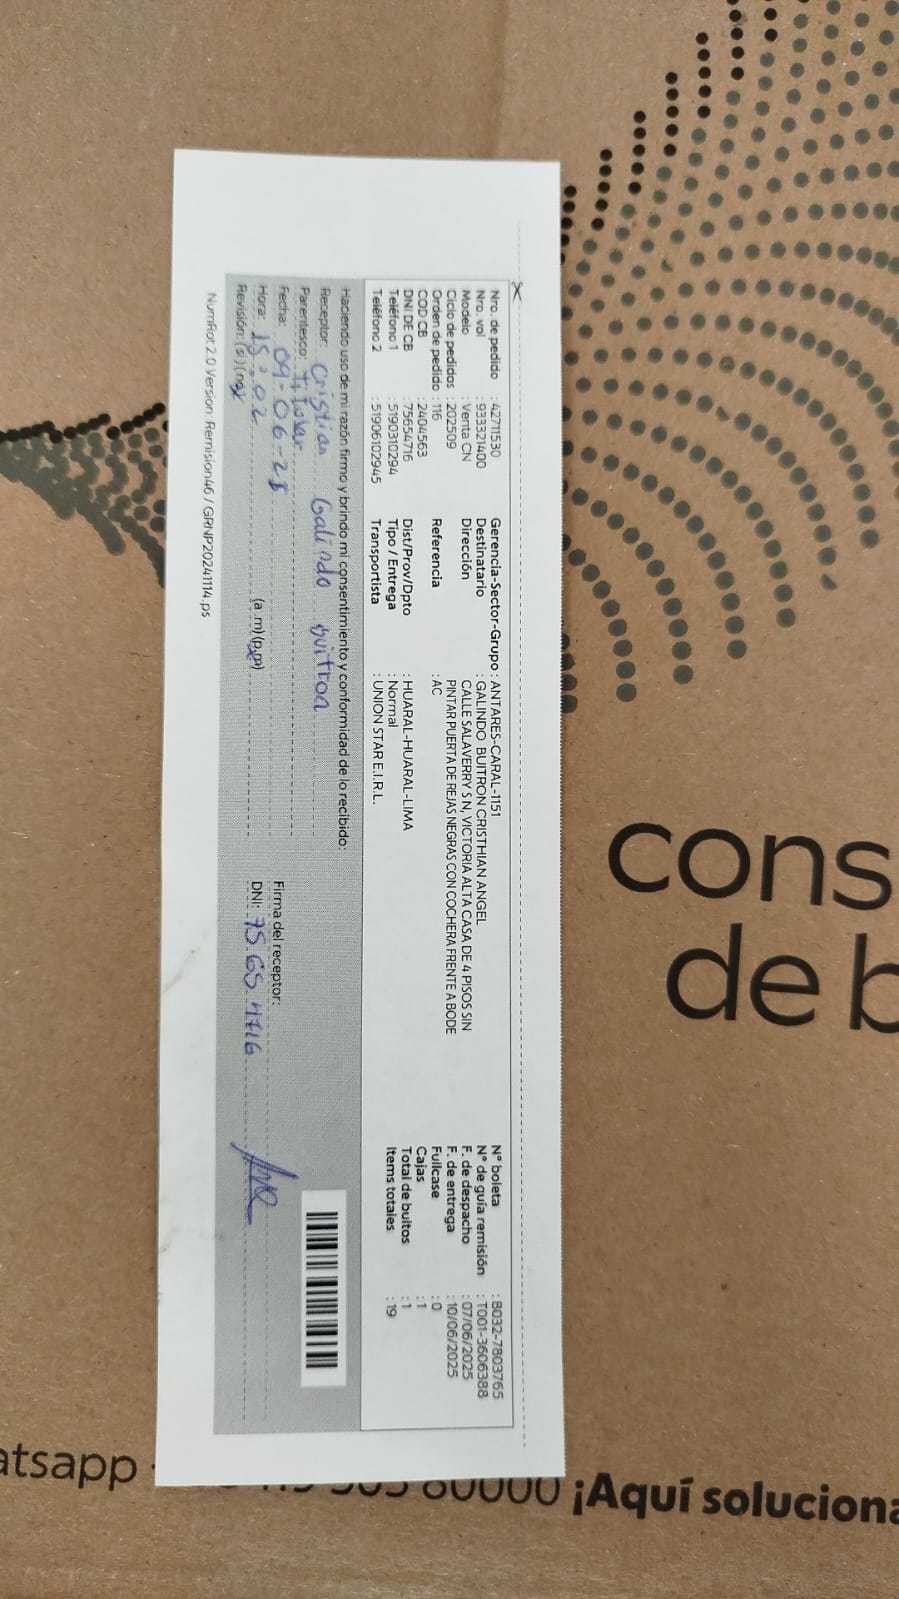 Nro. de pedido : 42711530 Gerencia-Sector-Grupo : ANTARES-CARAL-1151 N° boleta : B032-7803765
Nro. vol : 933321400 Destinatario : GALINDO BUITRON CRISTHIAN ANGEL N° de guía remisión : T001-3606388
Modelo : Venta CN Dirección CALLE SALAVERRY S N, VICTORIA ALTA CASA DE 4 PISOS SIN F. de despacho : 07/06/2025
Ciclo de pedidos : 202509 PINTAR PUERTA DE REJAS NEGRAS CON COCHERA FRENTE A BODE F. de entrega : 10/06/2025
Orden de pedido : 116 Referencia : AC Fullcase : 0
COD CB : 2404563 Cajas : 1
DNI DE CB : 75654716 Dist/Prov/Dpto : HUARAL-HUARAL-LIMA Total de bultos : 1
Teléfono 1 : 5190310294 Tipo / Entrega : Normal Items totales : 19
Teléfono 2 : 51906102945 Transportista : UNION STAR E.I.R.L.
Haciendo uso de mi razón firmo y brindo mi consentimiento y conformidad de lo recibido:
Receptor: Cristian Galindo buitron
Parentesco: titular
Fecha: 09-06-25 Firma del receptor:
Hora: 15:02 (a.m) (p.m) DNI: 75654716
Revisión: (si) (no)
NumRot 2.0 Version: Remision46 / GRNP20241114.ps
cons
de b
atsapp
60000 ¡Aquí soluciona